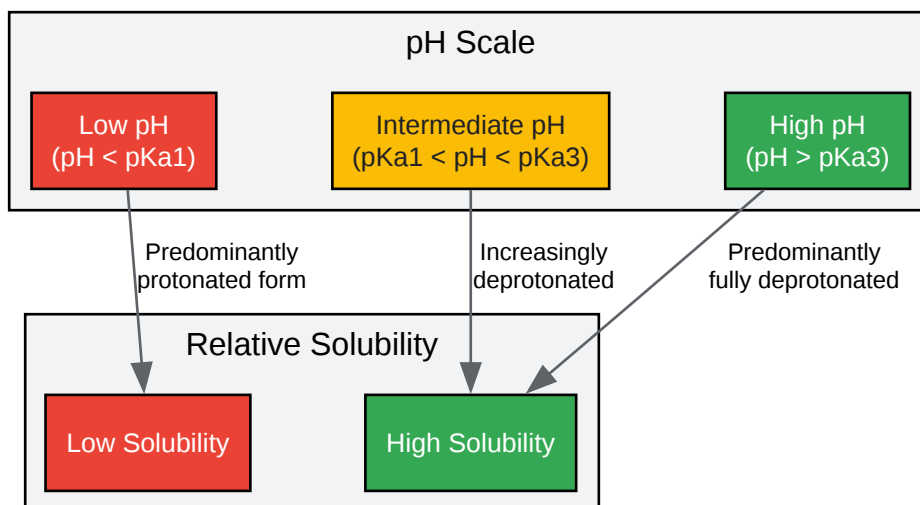 pH Scale
Low pH
(pH < pKa1)
Intermediate pH
(pKa1 < pH < pKa3)
High pH
(pH > pKa3)
Predominantly
protonated form
Increasingly
deprotonated
Predominantly
fully deprotonated
Relative Solubility
Low Solubility
High Solubility